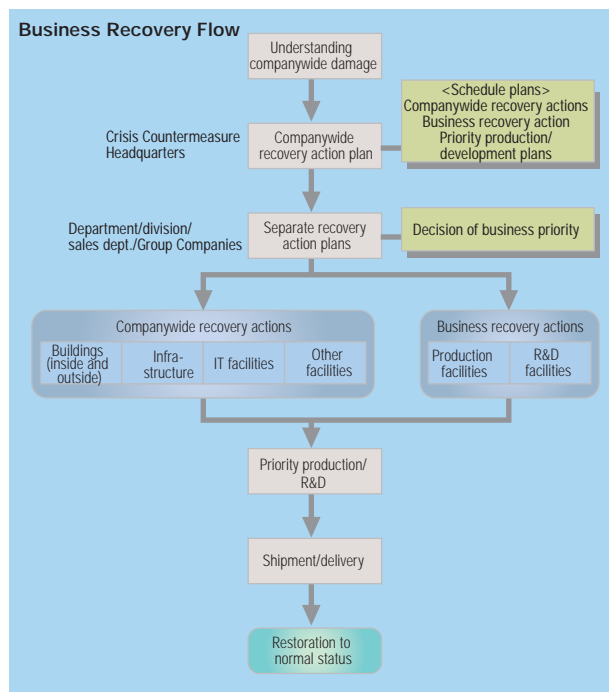 Business Recovery Flow
Understanding
companywide damage
<Schedule plans>
Companywide recovery actions
Business recovery action
Priority production/
development plans
Crisis Countermeasure
Headquarters
Companywide
recovery action plan
Department/division/
sales dept./Group Companies
Separate recovery
action plans
Decision of business priority
Companywide recovery actions
Buildings
(inside and
outside)
Infra-
structure
IT facilities
Other
facilities
Business recovery actions
Production
facilities
R&D
facilities
Priority production/
R&D
Shipment/delivery
Restoration to
normal status